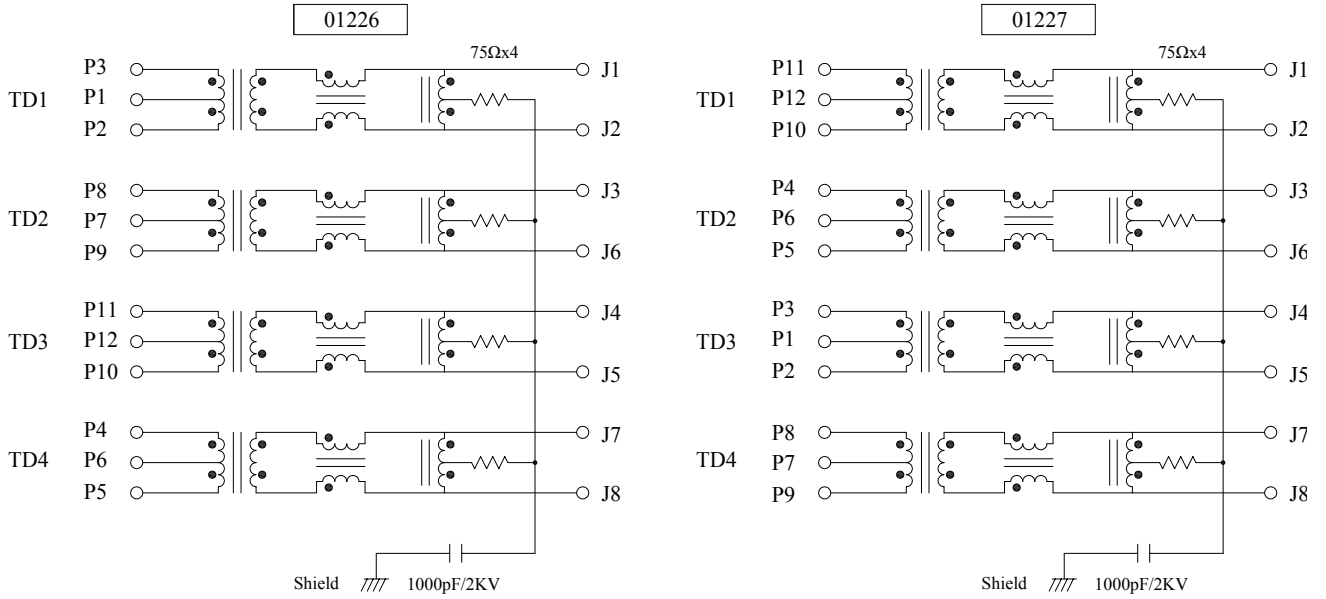 01226
75Ωx4
P3
J1
TD1
P1
P2
J2
P8
J3
TD2
P7
P9
J6
P11
J4
TD3
P12
P10
J5
P4
J7
TD4
P6
P5
J8
Shield
1000pF/2KV
01227
75Ωx4
P11
J1
TD1
P12
P10
J2
P4
J3
TD2
P6
P5
J6
P3
J4
TD3
P1
P2
J5
P8
J7
TD4
P7
P9
J8
Shield
1000pF/2KV